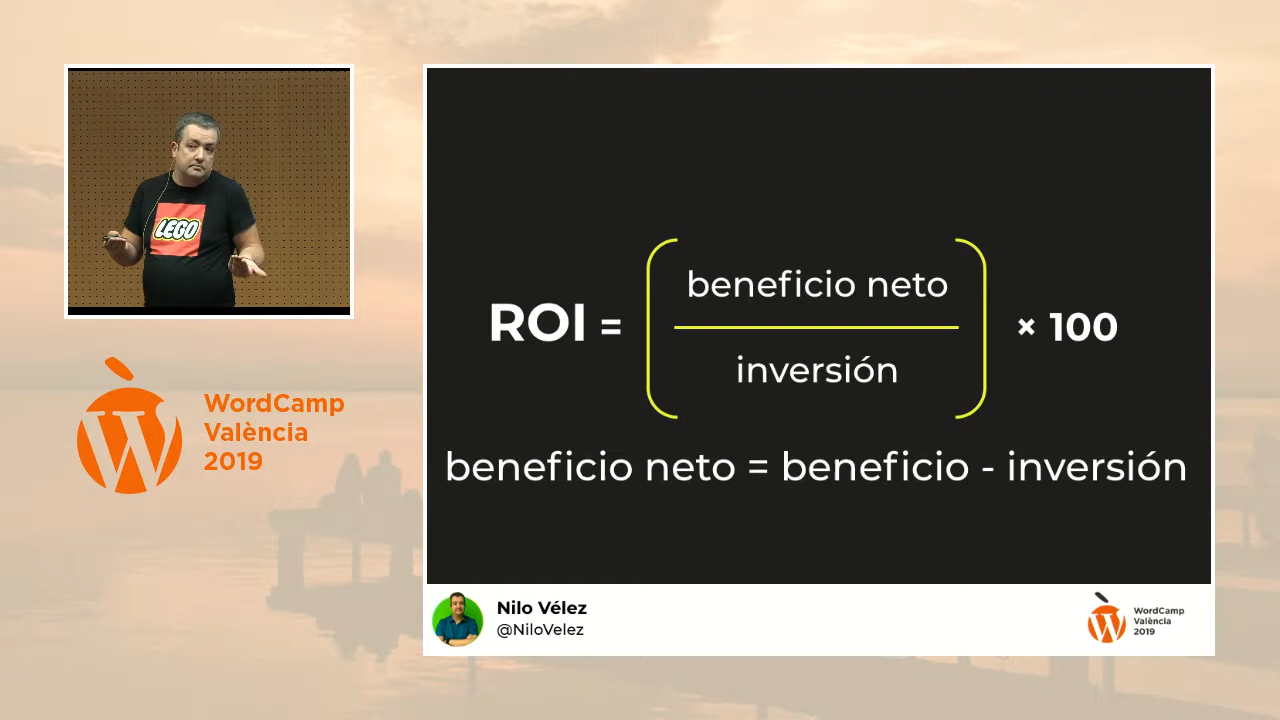 LEGO
WordCamp
València
2019
beneficio neto
ROI =
× 100
inversión
beneficio neto = beneficio - inversión
Nilo Vélez
@NiloVelez
WordCamp
València
2019